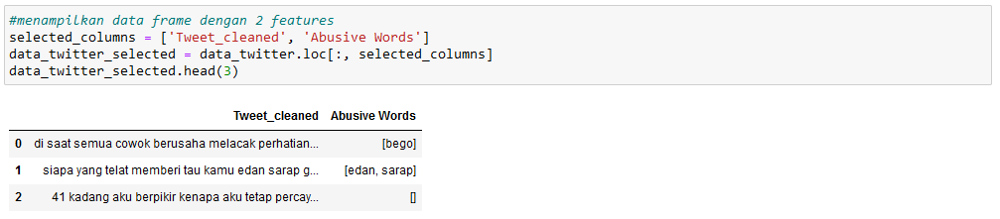 #menampilkan data frame dengan 2 features
selected_columns = ['Tweet_cleaned', 'Abusive Words']
data_twitter_selected = data_twitter.loc[:, selected_columns]
data_twitter_selected.head(3)
Tweet_cleaned Abusive Words
0 di saat semua cowok berusaha melacak perhatian... [bego]
1 siapa yang telat memberi tau kamu edan sarap g... [edan, sarap]
2 41 kadang aku berpikir kenapa aku tetap percay... []